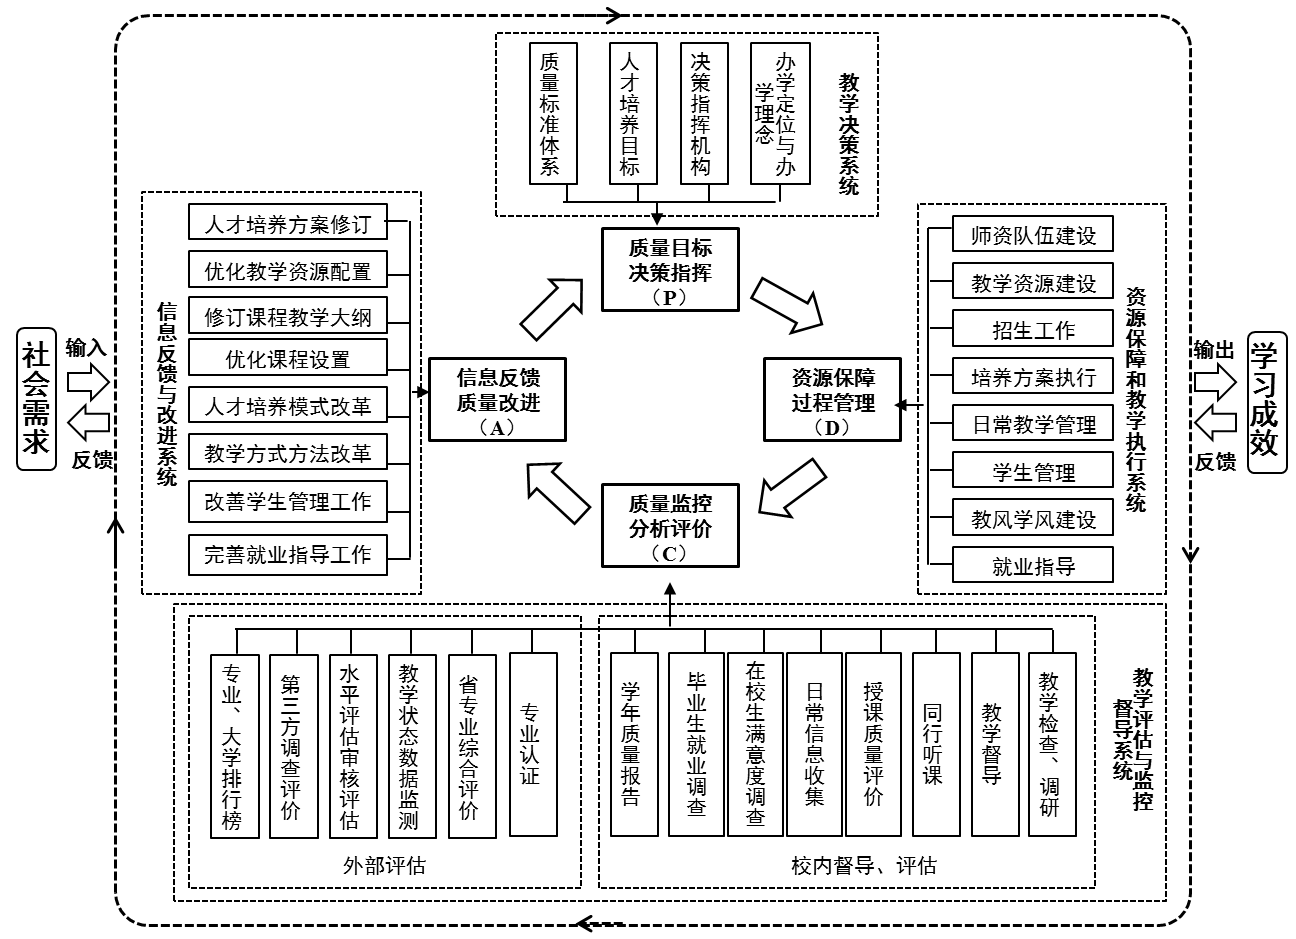 质量标准体系
人才培养目标
决策指挥机构
办学定位与办
学理念
教学决策系统
人才培养方案修订
优化教学资源配置
修订课程教学大纲
优化课程设置
人才培养模式改革
教学方式方法改革
改善学生管理工作
完善就业指导工作
信息反馈与改进系统
质量目标
决策指挥
（P）
信息反馈
质量改进
（A）
资源保障
过程管理
（D）
质量监控
分析评价
（C）
师资队伍建设
教学资源建设
招生工作
培养方案执行
日常教学管理
学生管理
教风学风建设
就业指导
资源保障和教学执行系统
社会需求
输入
反馈
输出
反馈
学习成效
专业、大学排行榜
第三方调查评价
水平评估审核评估
教学状态数据监测
省专业综合评价
专业认证
外部评估
学年质量报告
毕业生就业调查
在校生满意度调查
日常信息收集
授课质量评价
同行听课
教学督导
教学检查、调研
校内督导、评估
教学评估与监控
督导系统